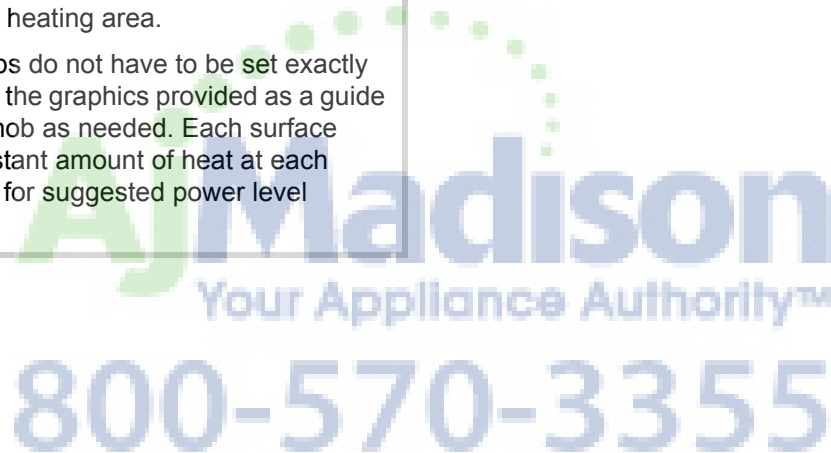 heating area.
os do not have to be set exactly
the graphics provided as a guide
nob as needed. Each surface
stant amount of heat at each
for suggested power level
AjMadison
Your Appliance Authority™
800-570-3355